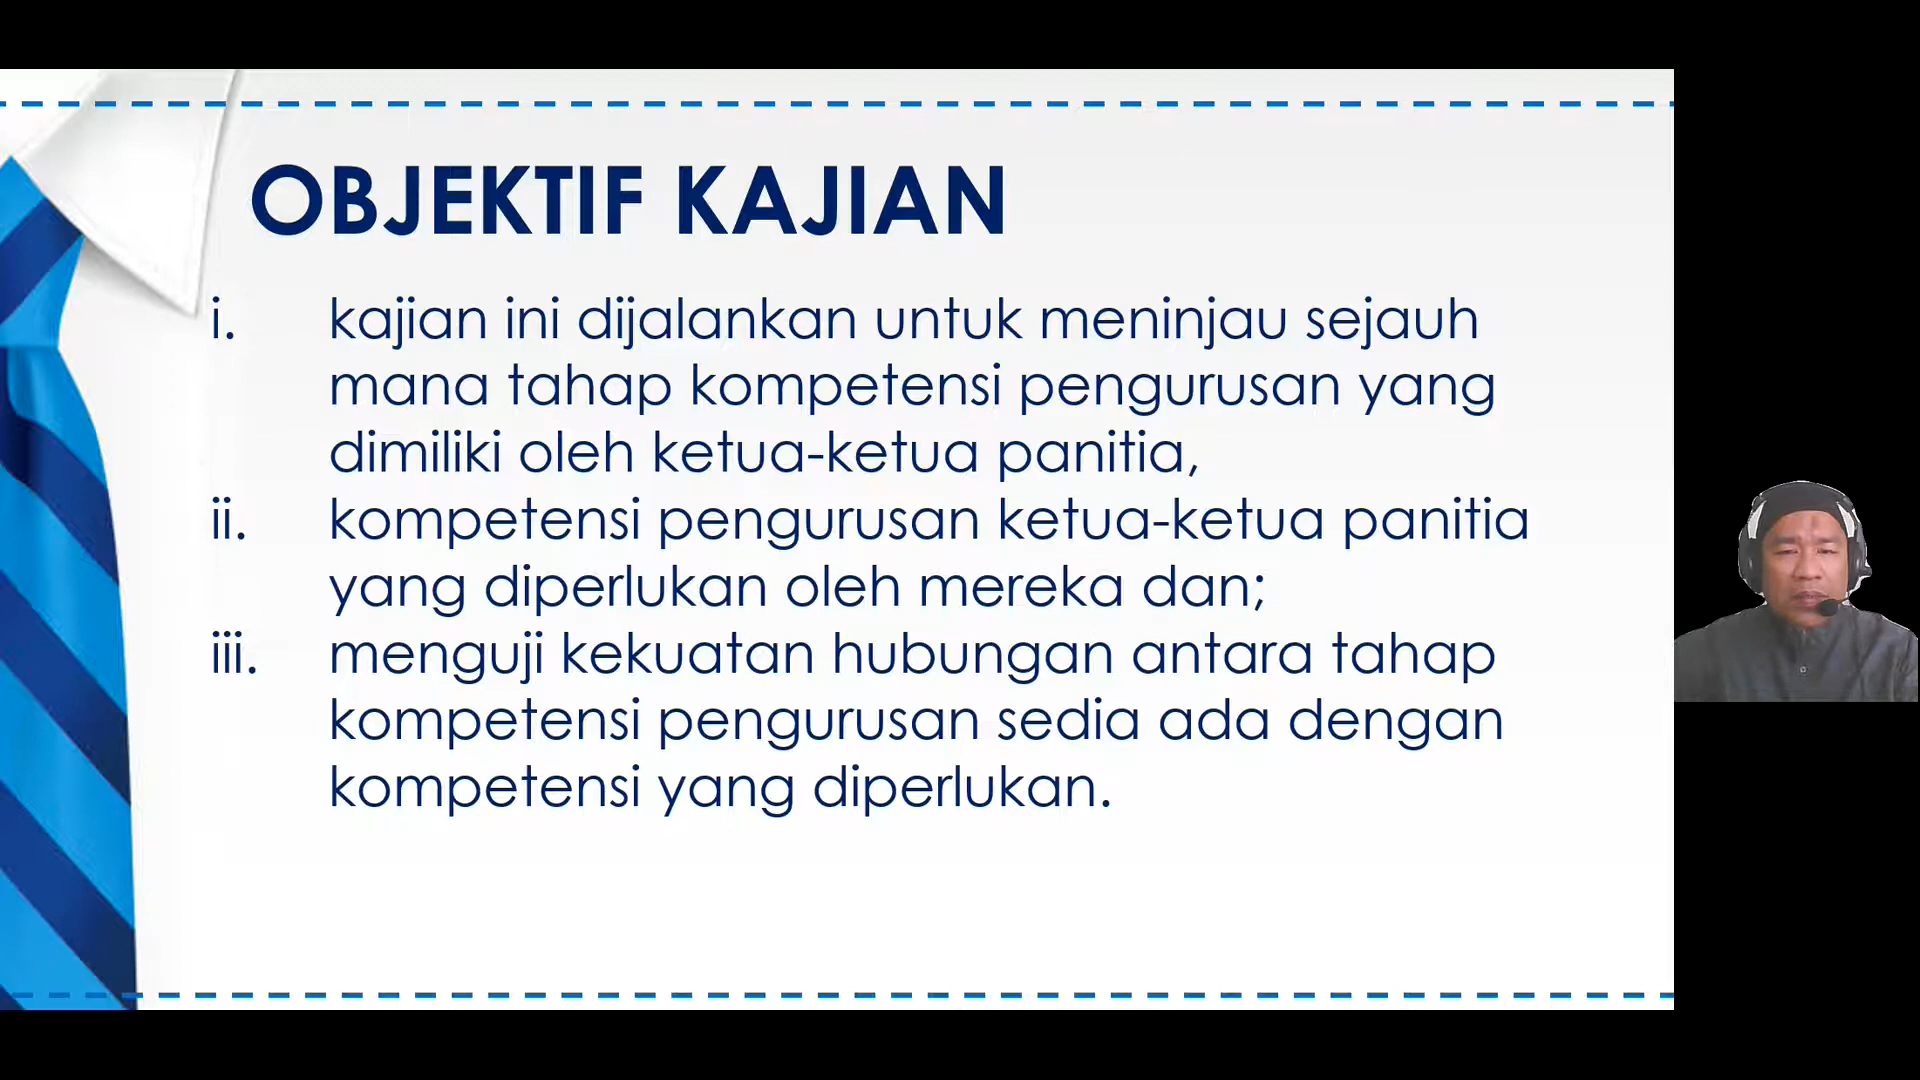 OBJEKTIF KAJIAN
i. kajian ini dijalankan untuk meninjau sejauh
mana tahap kompetensi pengurusan yang
dimiliki oleh ketua-ketua panitia,
ii. kompetensi pengurusan ketua-ketua panitia
yang diperlukan oleh mereka dan;
iii. menguji kekuatan hubungan antara tahap
kompetensi pengurusan sedia ada dengan
kompetensi yang diperlukan.